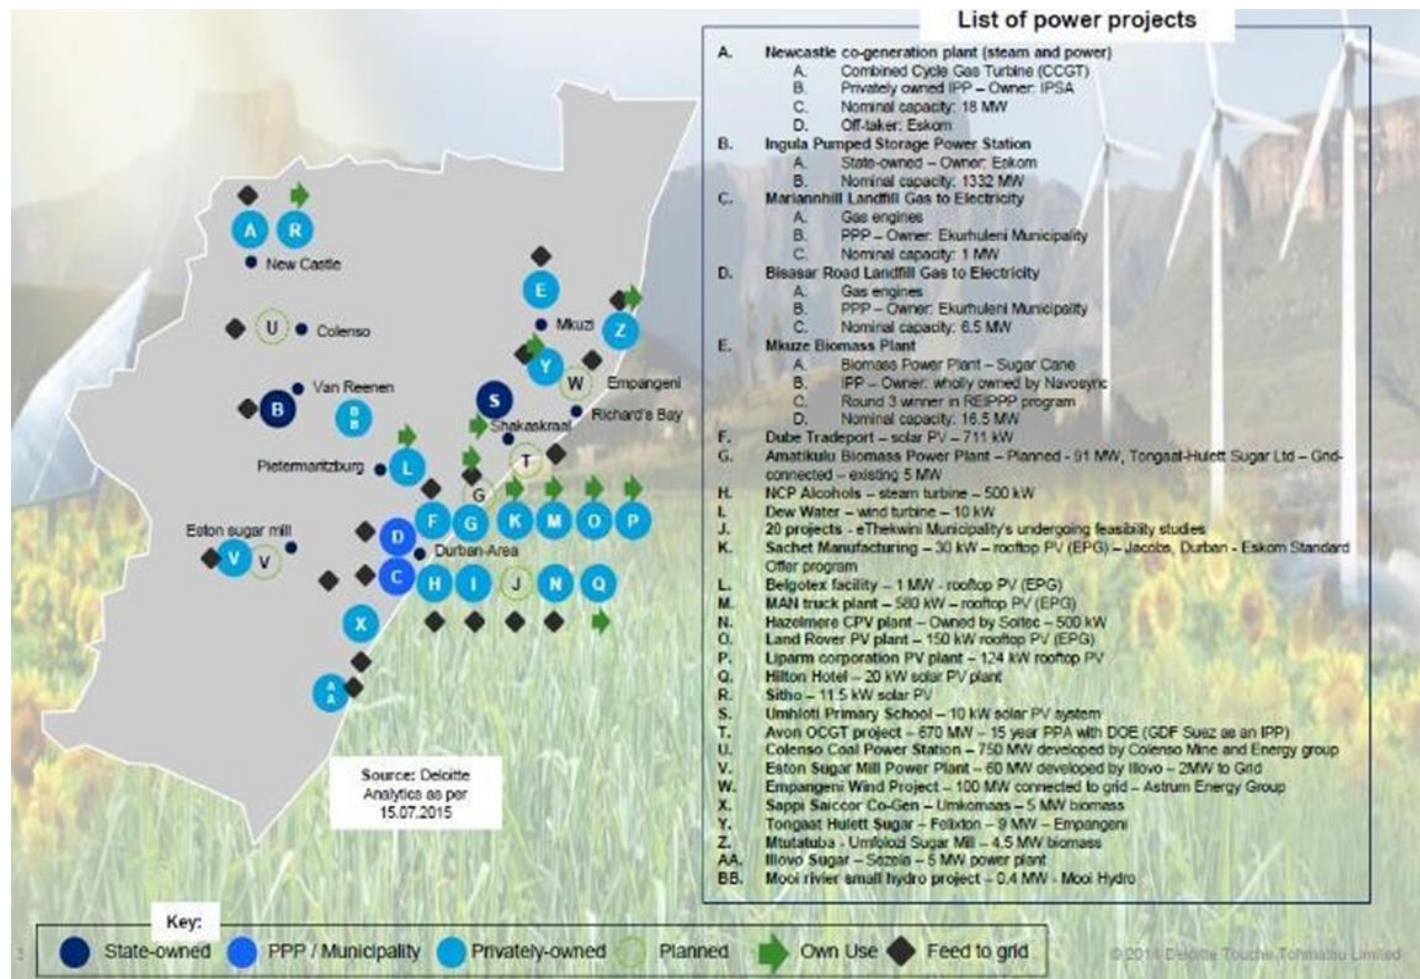 List of power projects
A. Newcastle co-generation plant (steam and power)
A. Combined Cycle Gas Turbine (CCGT)
B. Privately owned IPP – Owner: IPSA
C. Nominal capacity: 18 MW
D. Off-taker: Eskom
B. Ingula Pumped Storage Power Station
A. State-owned – Owner: Eskom
B. Nominal capacity: 1332 MW
C. Mariannhill Landfill Gas to Electricity
A. Gas engines
B. PPP – Owner: Ekurhuleni Municipality
C. Nominal capacity: 1 MW
D. Bisasar Road Landfill Gas to Electricity
A. Gas engines
B. PPP – Owner: Ekurhuleni Municipality
C. Nominal capacity: 6.5 MW
E. Mkuze Biomass Plant
A. Biomass Power Plant – Sugar Cane
B. IPP – Owner: wholly owned by Navosync
C. Round 3 winner in REIPPP program
D. Nominal capacity: 16.5 MW
F. Dube Tradeport – solar PV – 711 kW
G. Amatikulu Biomass Power Plant – Planned - 91 MW, Tongaat-Hulett Sugar Ltd – Grid-
connected – existing 5 MW
H. NCP Alcohols – steam turbine – 500 kW
I. Dew Water – wind turbine – 10 kW
J. 20 projects - eThekwini Municipality's undergoing feasibility studies
K. Sachet Manufacturing – 30 kW – rooftop PV (EPG) – Jacobs, Durban - Eskom Standard
Offer program
L. Belgotex facility – 1 MW - rooftop PV (EPG)
M. MAN truck plant – 580 kW – rooftop PV (EPG)
N. Hazelmere CPV plant – Owned by Soitec – 500 kW
O. Land Rover PV plant – 150 kW rooftop PV (EPG)
P. Liparm corporation PV plant – 124 kW rooftop PV
Q. Hilton Hotel – 20 kW solar PV plant
R. Sitho – 11.5 kW solar PV
S. Umhloti Primary School – 10 kW solar PV system
T. Avon OCGT project – 670 MW – 15 year PPA with DOE (GDF Suez as an IPP)
U. Colenso Coal Power Station – 750 MW developed by Colenso Mine and Energy group
V. Eston Sugar Mill Power Plant – 60 MW developed by Illovo – 2MW to Grid
W. Empangeni Wind Project – 100 MW connected to grid – Astrum Energy Group
X. Sappi Saiccor Co-Gen – Umkomaas – 5 MW biomass
Y. Tongaat Hulett Sugar – Felixton – 9 MW – Empangeni
Z. Mtutatuba - Umfolozi Sugar Mill – 4.5 MW biomass
AA. Illovo Sugar – Sezela – 5 MW power plant
BB. Mooi rivier small hydro project – 0.4 MW - Mooi Hydro
A R
New Castle
E
Z
U Colenso
Mkuzi
Y
W Empangeni
Van Reenen
B
B
B
S
Richard's Bay
Shakaskraal
T
Pietermaritzburg L
G
F G K M O P
Eston sugar mill
V V
D
Durban-Area
C H I J N Q
X
A
A
Source: Deloitte
Analytics as per
15.07.2015
Key:
State-owned PPP / Municipality Privately-owned Planned Own Use Feed to grid
3
© 2014 Deloitte Touche Tohmatsu Limited